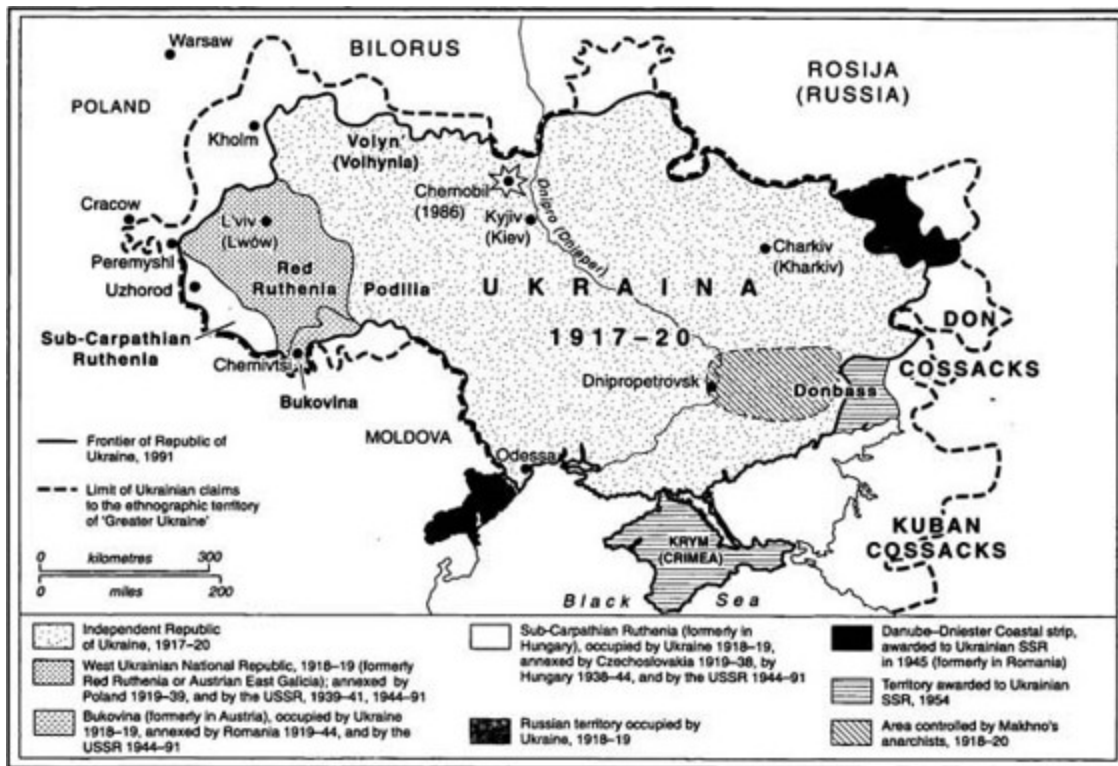 Warsaw
BILORUS
ROSIJA
(RUSSIA)
POLAND
Kholm
Volyn'
(Volhynia)
Chernobil
(1986)
Dnipro (Dnieper)
Cracow
L'viv
(Lwów)
Kyjiv
(Kiev)
Charkiv
(Kharkiv)
Peremyshl
Red
Ruthenia
Podilia
UKRAINA
Uzhorod
1917–20
DON
COSSACKS
Sub-Carpathian
Ruthenia
Chernivtsi
Dnipropetrovsk
Donbass
Bukovina
MOLDOVA
Frontier of Republic of
Ukraine, 1991
Odessa
Limit of Ukrainian claims
to the ethnographic territory
of 'Greater Ukraine'
KUBAN
COSSACKS
0 kilometres 300
0 miles 200
KRYM
(CRIMEA)
Black Sea
Independent Republic
of Ukraine, 1917–20
West Ukrainian National Republic, 1918–19 (formerly
Red Ruthenia or Austrian East Galicia); annexed by
Poland 1919–39, and by the USSR, 1939–41, 1944–91
Bukovina (formerly in Austria), occupied by Ukraine
1918–19, annexed by Romania 1919–44, and by the
USSR 1944–91
Sub-Carpathian Ruthenia (formerly in
Hungary), occupied by Ukraine 1918–19,
annexed by Czechoslovakia 1919–38, by
Hungary 1938–44, and by the USSR 1944–91
Russian territory occupied by
Ukraine, 1918–19
Danube–Dniester Coastal strip,
awarded to Ukrainian SSR
in 1945 (formerly in Romania)
Territory awarded to Ukrainian
SSR, 1954
Area controlled by Makhno's
anarchists, 1918–20